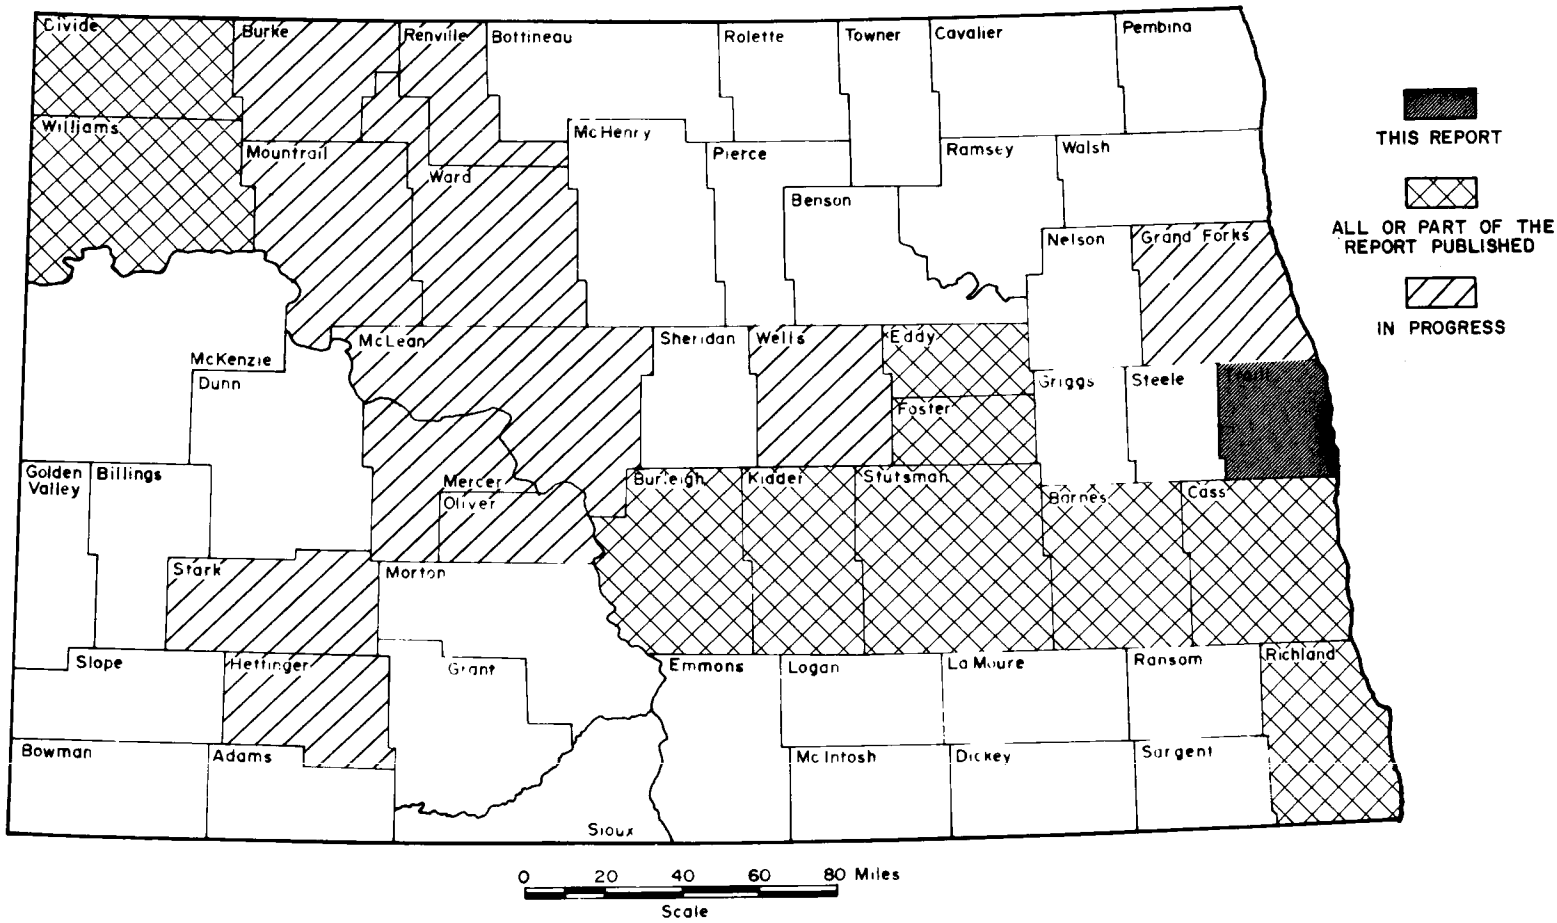 Divide
Burke
Renville
Bottineau
Rolette
Towner
Cavalier
Pembina
Williams
Mountrail
Ward
McHenry
Pierce
Benson
Ramsey
Walsh
Nelson
Grand Forks
THIS REPORT
ALL OR PART OF THE
REPORT PUBLISHED
IN PROGRESS
McKenzie
Dunn
McLean
Sheridan
Wells
Eddy
Foster
Griggs
Steele
Traill
Golden
Valley
Billings
Mercer
Oliver
Burleigh
Kidder
Stutsman
Barnes
Cass
Stark
Morton
Slope
Hettinger
Grant
Emmons
Logan
La Moure
Ransom
Richland
Bowman
Adams
Sioux
McIntosh
Dickey
Sargent
0 20 40 60 80 Miles
Scale